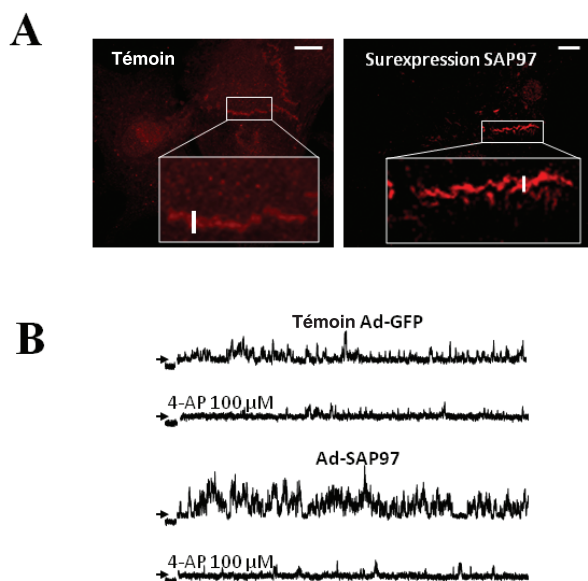 A
Témoin
Surexpression SAP97
B
Témoin Ad-GFP
4-AP 100 µM
Ad-SAP97
4-AP 100 µM